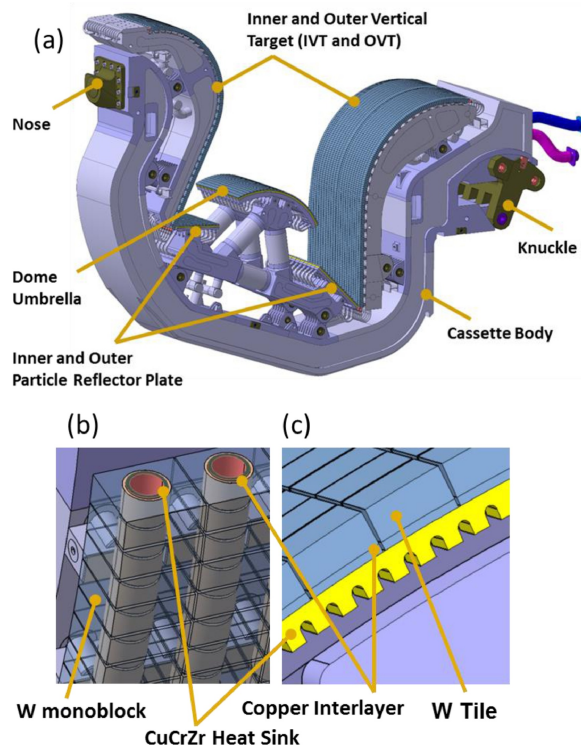 (a)
Inner and Outer Vertical
Target (IVT and OVT)
Nose
Knuckle
Dome
Umbrella
Cassette Body
Inner and Outer
Particle Reflector Plate
(b)
(c)
W monoblock
Copper Interlayer
W Tile
CuCrZr Heat Sink